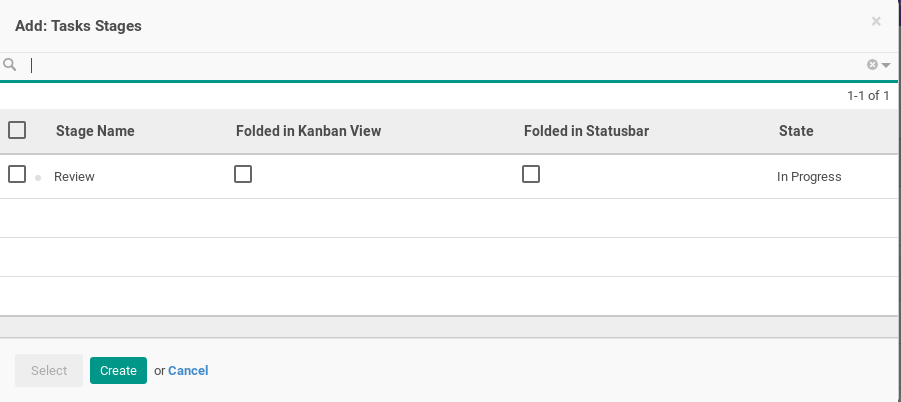 Add: Tasks Stages ×
1-1 of 1
Stage Name Folded in Kanban View Folded in Statusbar State
Review In Progress
Select Create or Cancel